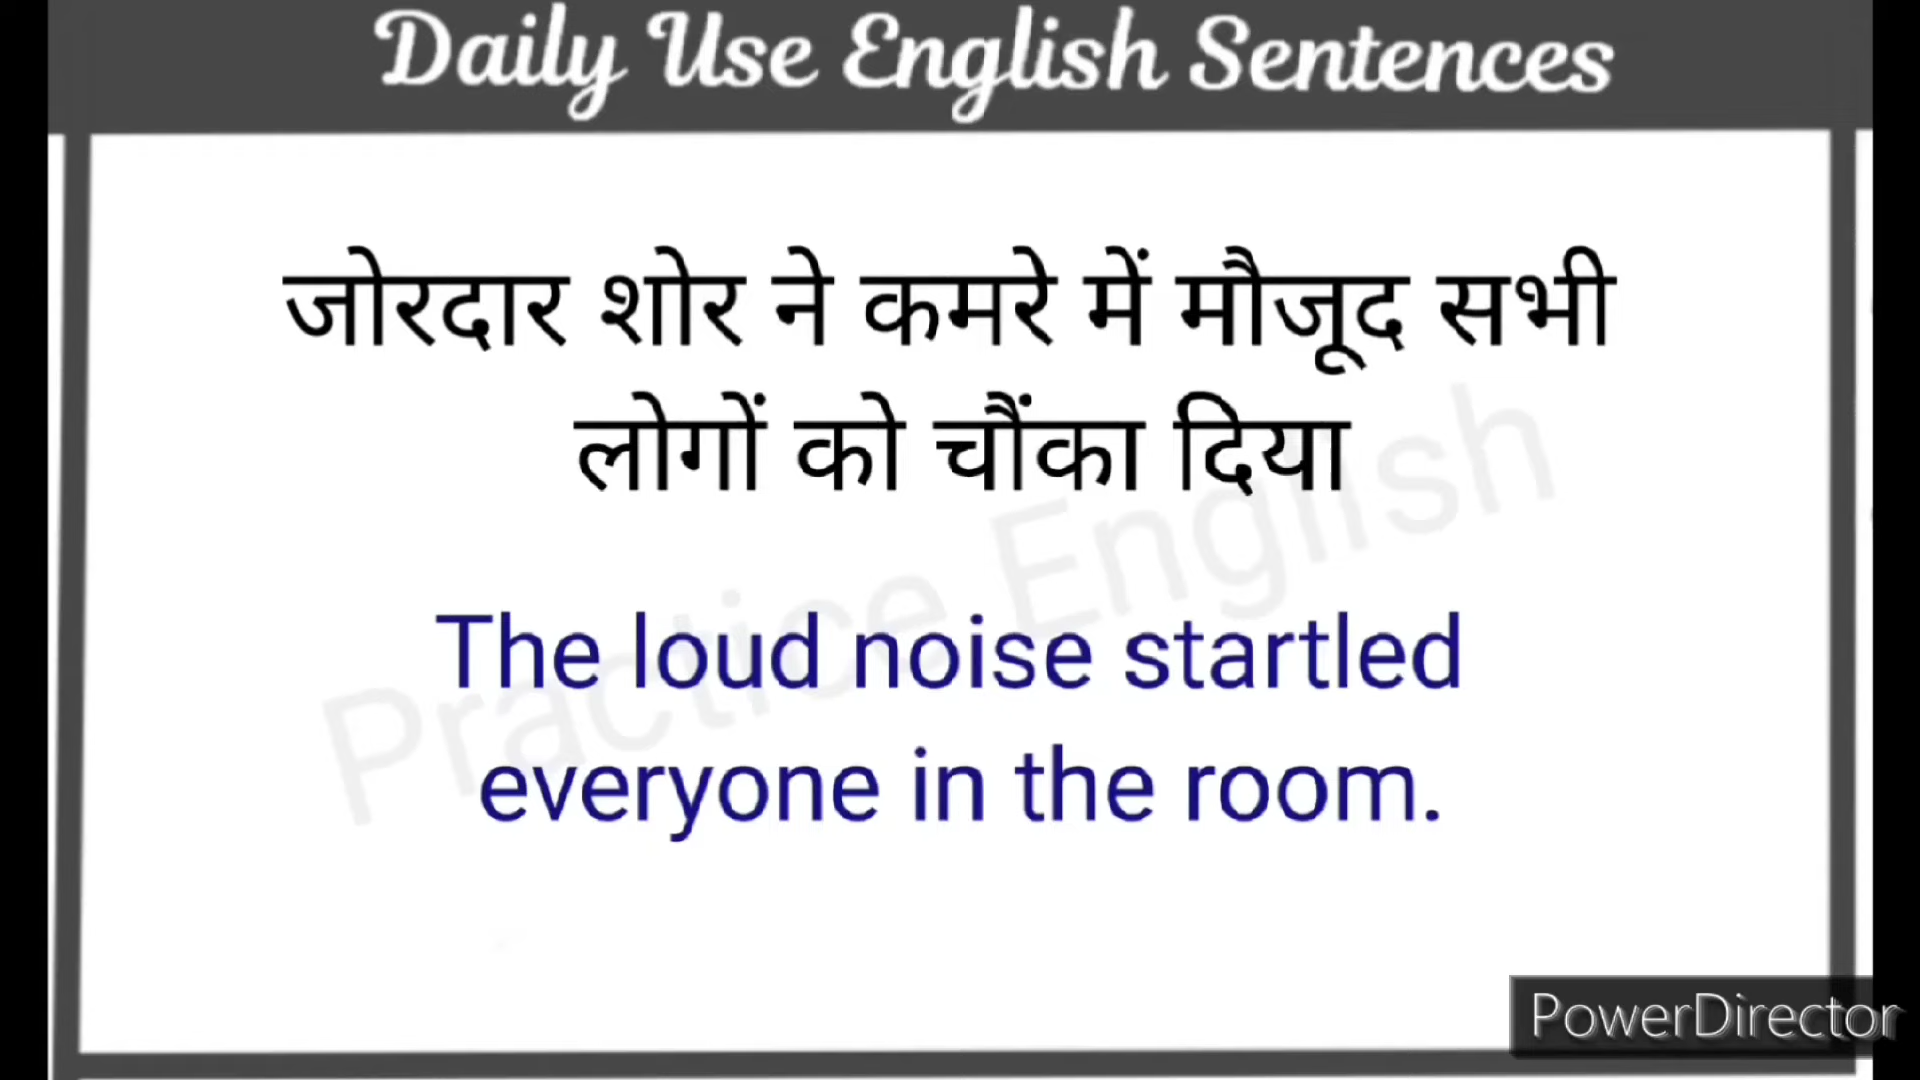 Daily Use English Sentences
जोरदार शोर ने कमरे में मौजूद सभी
लोगों को चौंका दिया
Practice English
The loud noise startled
everyone in the room.
PowerDirector